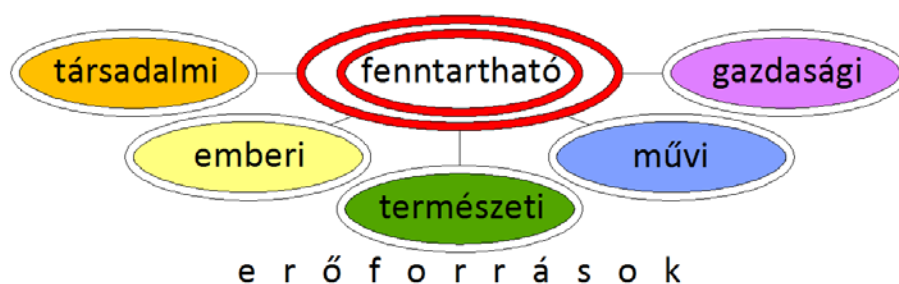 társadalmi fenntartható gazdasági
emberi művi
természeti
e r ő f o r r á s o k